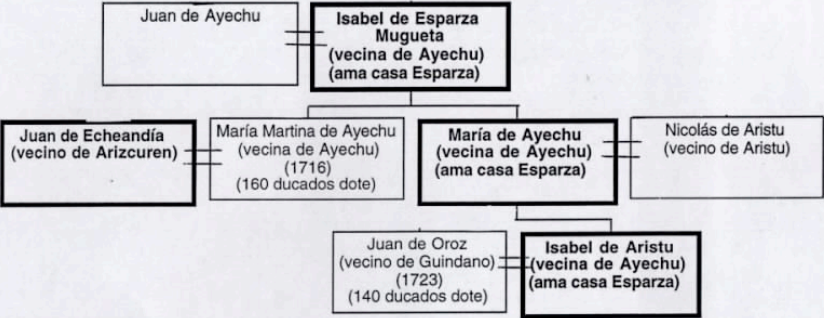 Juan de Ayechu
Isabel de Esparza
Mugueta
(vecina de Ayechu)
(ama casa Esparza)
Juan de Echeandía
(vecino de Arizcuren)
María Martina de Ayechu
(vecina de Ayechu)
(1716)
(160 ducados dote)
María de Ayechu
(vecina de Ayechu)
(ama casa Esparza)
Nicolás de Aristu
(vecino de Aristu)
Juan de Oroz
(vecino de Guindano)
(1723)
(140 ducados dote)
Isabel de Aristu
(vecina de Ayechu)
(ama casa Esparza)